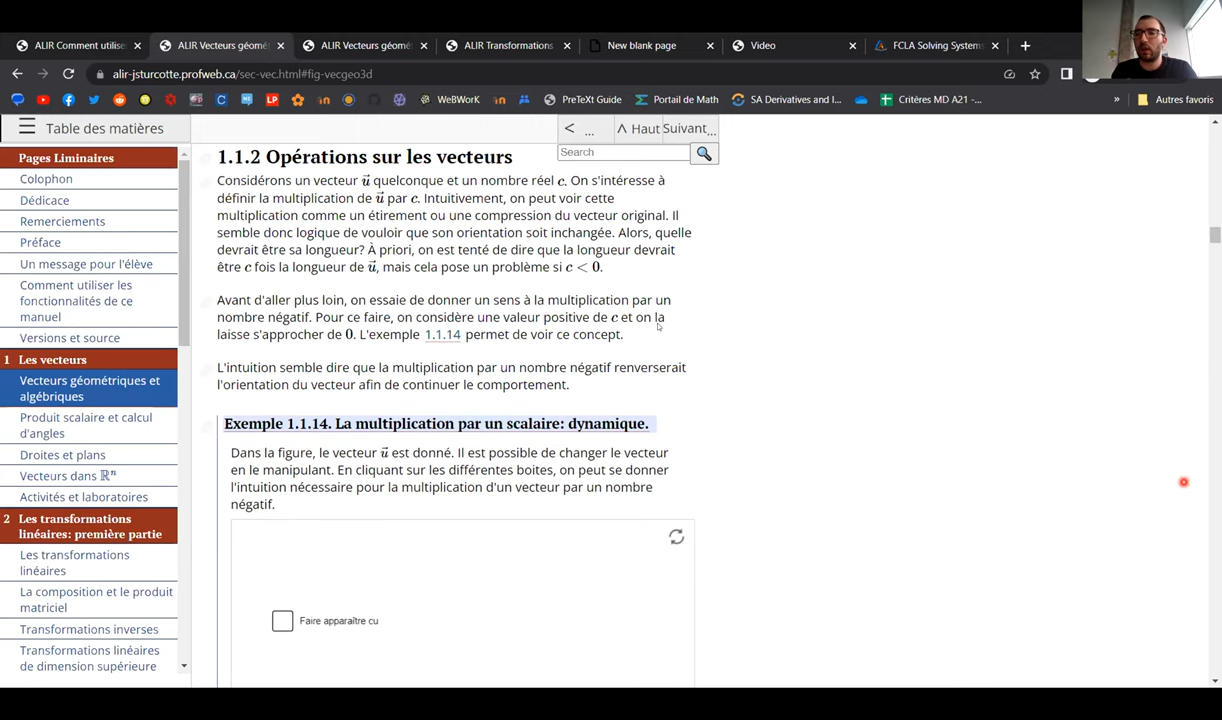 ALIR Comment utilise
ALIR Vecteurs géomé
ALIR Vecteurs géomé
ALIR Transformations
New blank page
Video
FCLA Solving Systems
alir-jsturcotte.profweb.ca/sec-vec.html#fig-vecgeo3d
WeBWorK
PreTeXt Guide
Portail de Math
SA Derivatives and I...
Critères MD A21 -...
»
Autres favoris
Table des matières
< ...
Haut
Suivant...
Search
Pages Liminaires
Colophon
Dédicace
Remerciements
Préface
Un message pour l'élève
Comment utiliser les
fonctionnalités de ce
manuel
Versions et source
1 Les vecteurs
Vecteurs géométriques et
algébriques
Produit scalaire et calcul
d'angles
Droites et plans
Vecteurs dans ℝⁿ
Activités et laboratoires
2 Les transformations
linéaires: première partie
Les transformations
linéaires
La composition et le produit
matriciel
Transformations inverses
Transformations linéaires
de dimension supérieure
1.1.2 Opérations sur les vecteurs
Considérons un vecteur u⃗ quelconque et un nombre réel c. On s'intéresse à
définir la multiplication de u⃗ par c. Intuitivement, on peut voir cette
multiplication comme un étirement ou une compression du vecteur original. Il
semble donc logique de vouloir que son orientation soit inchangée. Alors, quelle
devrait être sa longueur? À priori, on est tenté de dire que la longueur devrait
être c fois la longueur de u⃗, mais cela pose un problème si c < 0.
Avant d'aller plus loin, on essaie de donner un sens à la multiplication par un
nombre négatif. Pour ce faire, on considère une valeur positive de c et on la
laisse s'approcher de 0. L'exemple 1.1.14 permet de voir ce concept.
L'intuition semble dire que la multiplication par un nombre négatif renverserait
l'orientation du vecteur afin de continuer le comportement.
Exemple 1.1.14. La multiplication par un scalaire: dynamique.
Dans la figure, le vecteur u⃗ est donné. Il est possible de changer le vecteur
en le manipulant. En cliquant sur les différentes boites, on peut se donner
l'intuition nécessaire pour la multiplication d'un vecteur par un nombre
négatif.
Faire apparaître cu